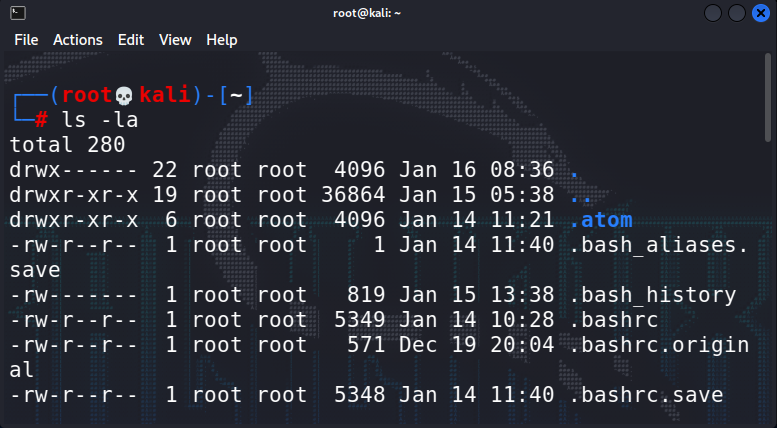 root@kali: ~
File Actions Edit View Help
┌──(root💀kali)-[~]
└─# ls -la
total 280
drwx------ 22 root root  4096 Jan 16 08:36 .
drwxr-xr-x 19 root root 36864 Jan 15 05:38 ..
drwxr-xr-x  6 root root  4096 Jan 14 11:21 .atom
-rw-r--r--  1 root root     1 Jan 14 11:40 .bash_aliases.
save
-rw-------  1 root root   819 Jan 15 13:38 .bash_history
-rw-r--r--  1 root root  5349 Jan 14 10:28 .bashrc
-rw-r--r--  1 root root   571 Dec 19 20:04 .bashrc.origin
al
-rw-r--r--  1 root root  5348 Jan 14 11:40 .bashrc.save